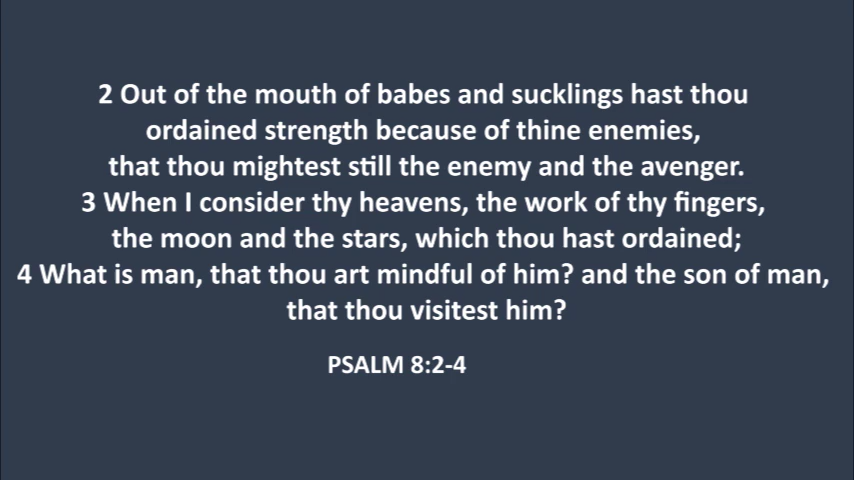 2 Out of the mouth of babes and sucklings hast thou
ordained strength because of thine enemies,
that thou mightest still the enemy and the avenger.
3 When I consider thy heavens, the work of thy fingers,
the moon and the stars, which thou hast ordained;
4 What is man, that thou art mindful of him? and the son of man,
that thou visitest him?
PSALM 8:2-4